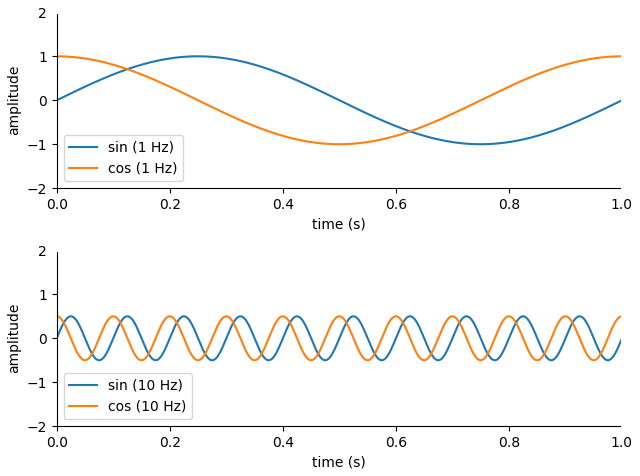 2
1
0
−1
−2
amplitude
sin (1 Hz)
cos (1 Hz)
0.0 0.2 0.4 0.6 0.8 1.0
time (s)
2
1
0
−1
−2
amplitude
sin (10 Hz)
cos (10 Hz)
0.0 0.2 0.4 0.6 0.8 1.0
time (s)